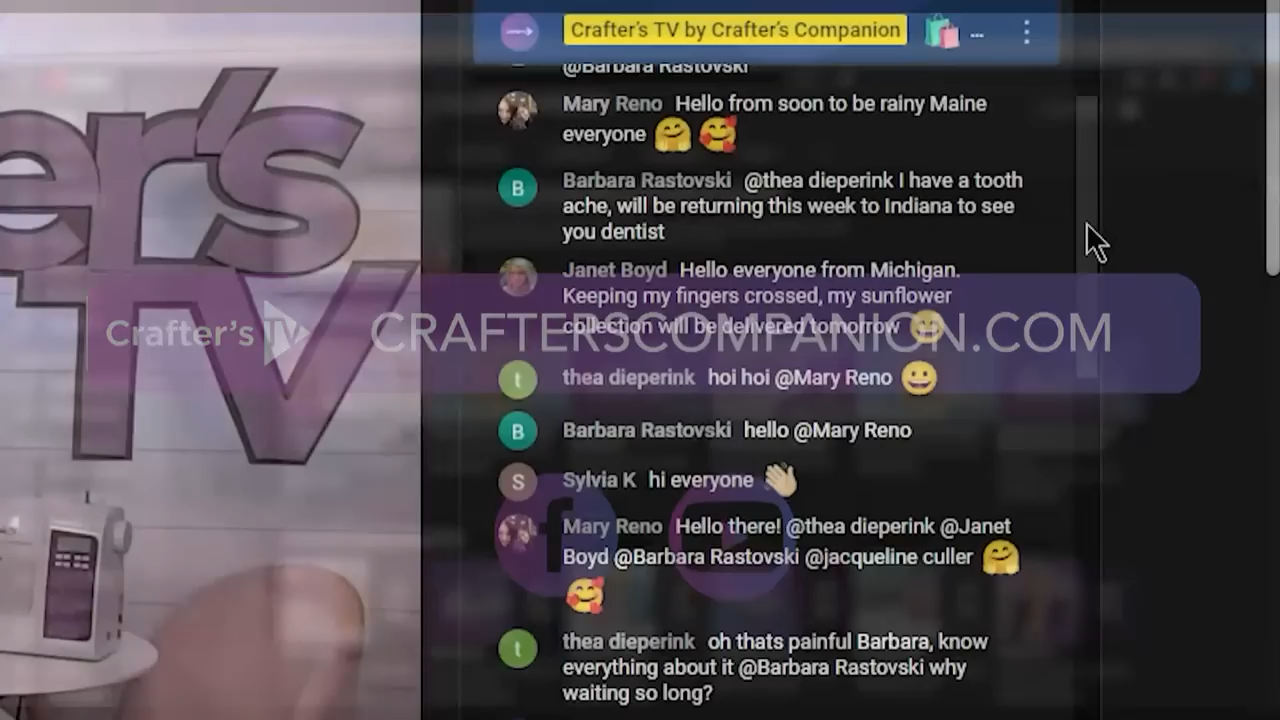 Crafter's TV by Crafter's Companion
@Barbara Rastovski
Mary Reno Hello from soon to be rainy Maine
everyone 🤗 🥰
B Barbara Rastovski @thea dieperink I have a tooth
ache, will be returning this week to Indiana to see
you dentist
Janet Boyd Hello everyone from Michigan.
Keeping my fingers crossed, my sunflower
collection will be delivered tomorrow 😀
er's
TV
Crafter's TV
CRAFTERSCOMPANION.COM
t thea dieperink hoi hoi @Mary Reno 😀
B Barbara Rastovski hello @Mary Reno
S Sylvia K hi everyone 👋🏼
f
Mary Reno Hello there! @thea dieperink @Janet
Boyd @Barbara Rastovski @jacqueline culler 🤗
🥰
t thea dieperink oh thats painful Barbara, know
everything about it @Barbara Rastovski why
waiting so long?